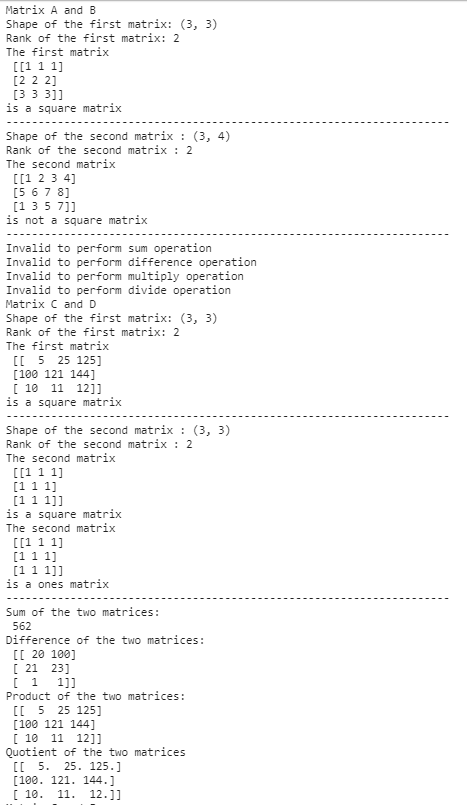 Matrix A and B
Shape of the first matrix: (3, 3)
Rank of the first matrix: 2
The first matrix
 [[1 1 1]
 [2 2 2]
 [3 3 3]]
is a square matrix
--------------------------------------------------------------------
Shape of the second matrix : (3, 4)
Rank of the second matrix : 2
The second matrix
 [[1 2 3 4]
 [5 6 7 8]
 [1 3 5 7]]
is not a square matrix
--------------------------------------------------------------------
Invalid to perform sum operation
Invalid to perform difference operation
Invalid to perform multiply operation
Invalid to perform divide operation
Matrix C and D
Shape of the first matrix: (3, 3)
Rank of the first matrix: 2
The first matrix
 [[  5  25 125]
 [100 121 144]
 [ 10  11  12]]
is a square matrix
--------------------------------------------------------------------
Shape of the second matrix : (3, 3)
Rank of the second matrix : 2
The second matrix
 [[1 1 1]
 [1 1 1]
 [1 1 1]]
is a square matrix
The second matrix
 [[1 1 1]
 [1 1 1]
 [1 1 1]]
is a ones matrix
--------------------------------------------------------------------
Sum of the two matrices:
 562
Difference of the two matrices:
 [[ 20 100]
 [ 21  23]
 [  1   1]]
Product of the two matrices:
 [[  5  25 125]
 [100 121 144]
 [ 10  11  12]]
Quotient of the two matrices
 [[  5.  25. 125.]
 [100. 121. 144.]
 [ 10.  11.  12.]]